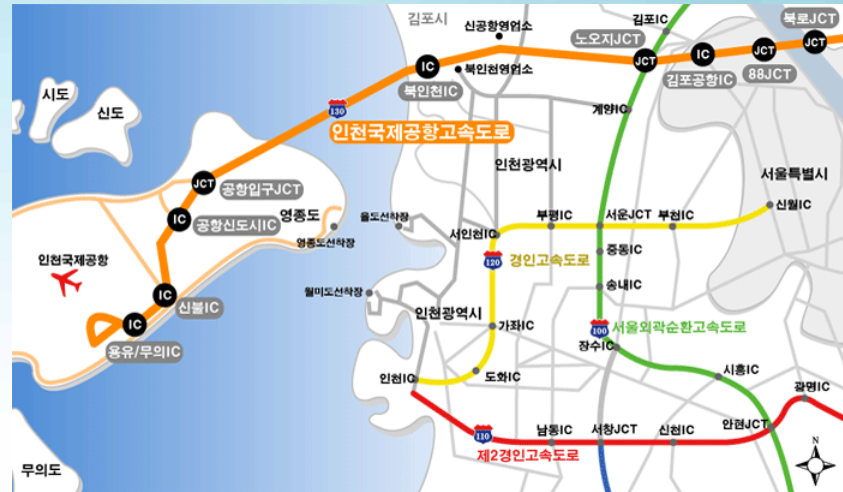 김포시
신공항영업소
김포IC
북로JCT
노오지JCT
JCT
IC
JCT
JCT
IC
북인천영업소
김포공항IC
88JCT
북인천IC
시도
신도
130
인천국제공항고속도로
계양IC
인천광역시
서울특별시
JCT
공항입구JCT
IC
공항신도시IC
영종도
영종도선착장
율도선착장
서인천IC
부평IC
서운JCT
부천IC
신월IC
120
경인고속도로
중동IC
인천국제공항
송내IC
월미도선착장
인천광역시
IC
신불IC
가좌IC
100
서울외곽순환고속도로
장수IC
IC
용유/무의IC
인천IC
도화IC
시흥IC
광명IC
110
남동IC
서창JCT
신천IC
안현JCT
제2경인고속도로
무의도
N